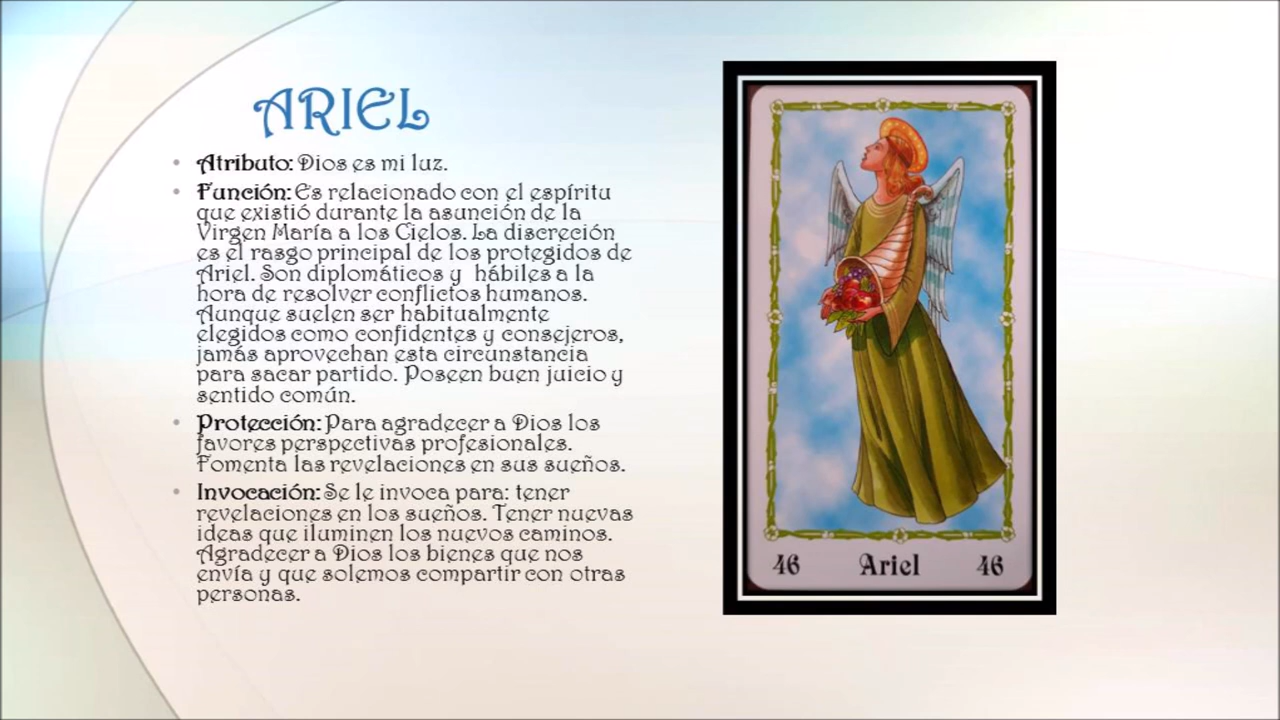 ARIEL
• Atributo: Dios es mi luz.
• Función: Es relacionado con el espíritu
que existió durante la asunción de la
Virgen María a los Cielos. La discreción
es el rasgo principal de los protegidos de
Ariel. Son diplomáticos y hábiles a la
hora de resolver conflictos humanos.
Aunque suelen ser habitualmente
elegidos como confidentes y consejeros,
jamás aprovechan esta circunstancia
para sacar partido. Poseen buen juicio y
sentido común.
• Protección: Para agradecer a Dios los
favores perspectivas profesionales.
Fomenta las revelaciones en sus sueños.
• Invocación: Se le invoca para: tener
revelaciones en los sueños. Tener nuevas
ideas que iluminen los nuevos caminos.
Agradecer a Dios los bienes que nos
envía y que solemos compartir con otras
personas.
46 Ariel 46